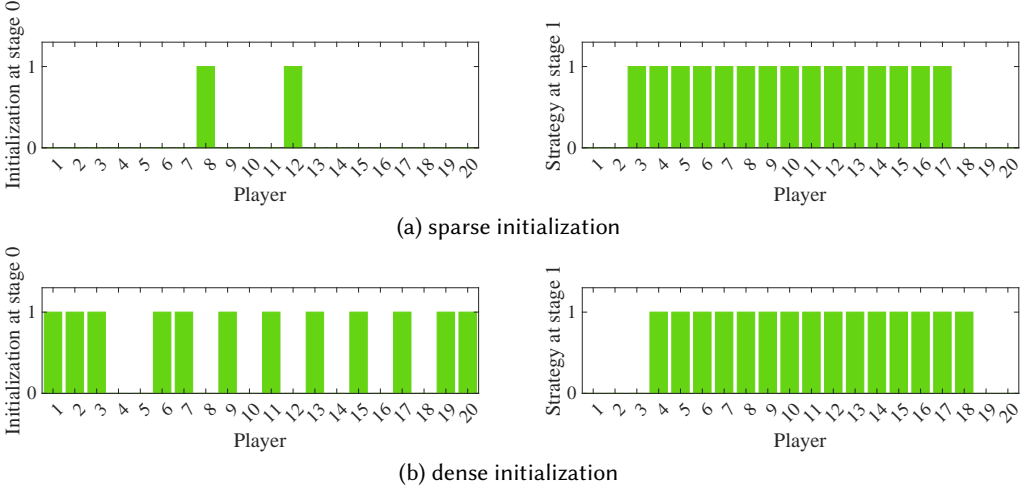 Initialization at stage 0
1
0
1 2 3 4 5 6 7 8 9 10 11 12 13 14 15 16 17 18 19 20
Player
Strategy at stage 1
1
0
1 2 3 4 5 6 7 8 9 10 11 12 13 14 15 16 17 18 19 20
Player
(a) sparse initialization
Initialization at stage 0
1
0
1 2 3 4 5 6 7 8 9 10 11 12 13 14 15 16 17 18 19 20
Player
Strategy at stage 1
1
0
1 2 3 4 5 6 7 8 9 10 11 12 13 14 15 16 17 18 19 20
Player
(b) dense initialization